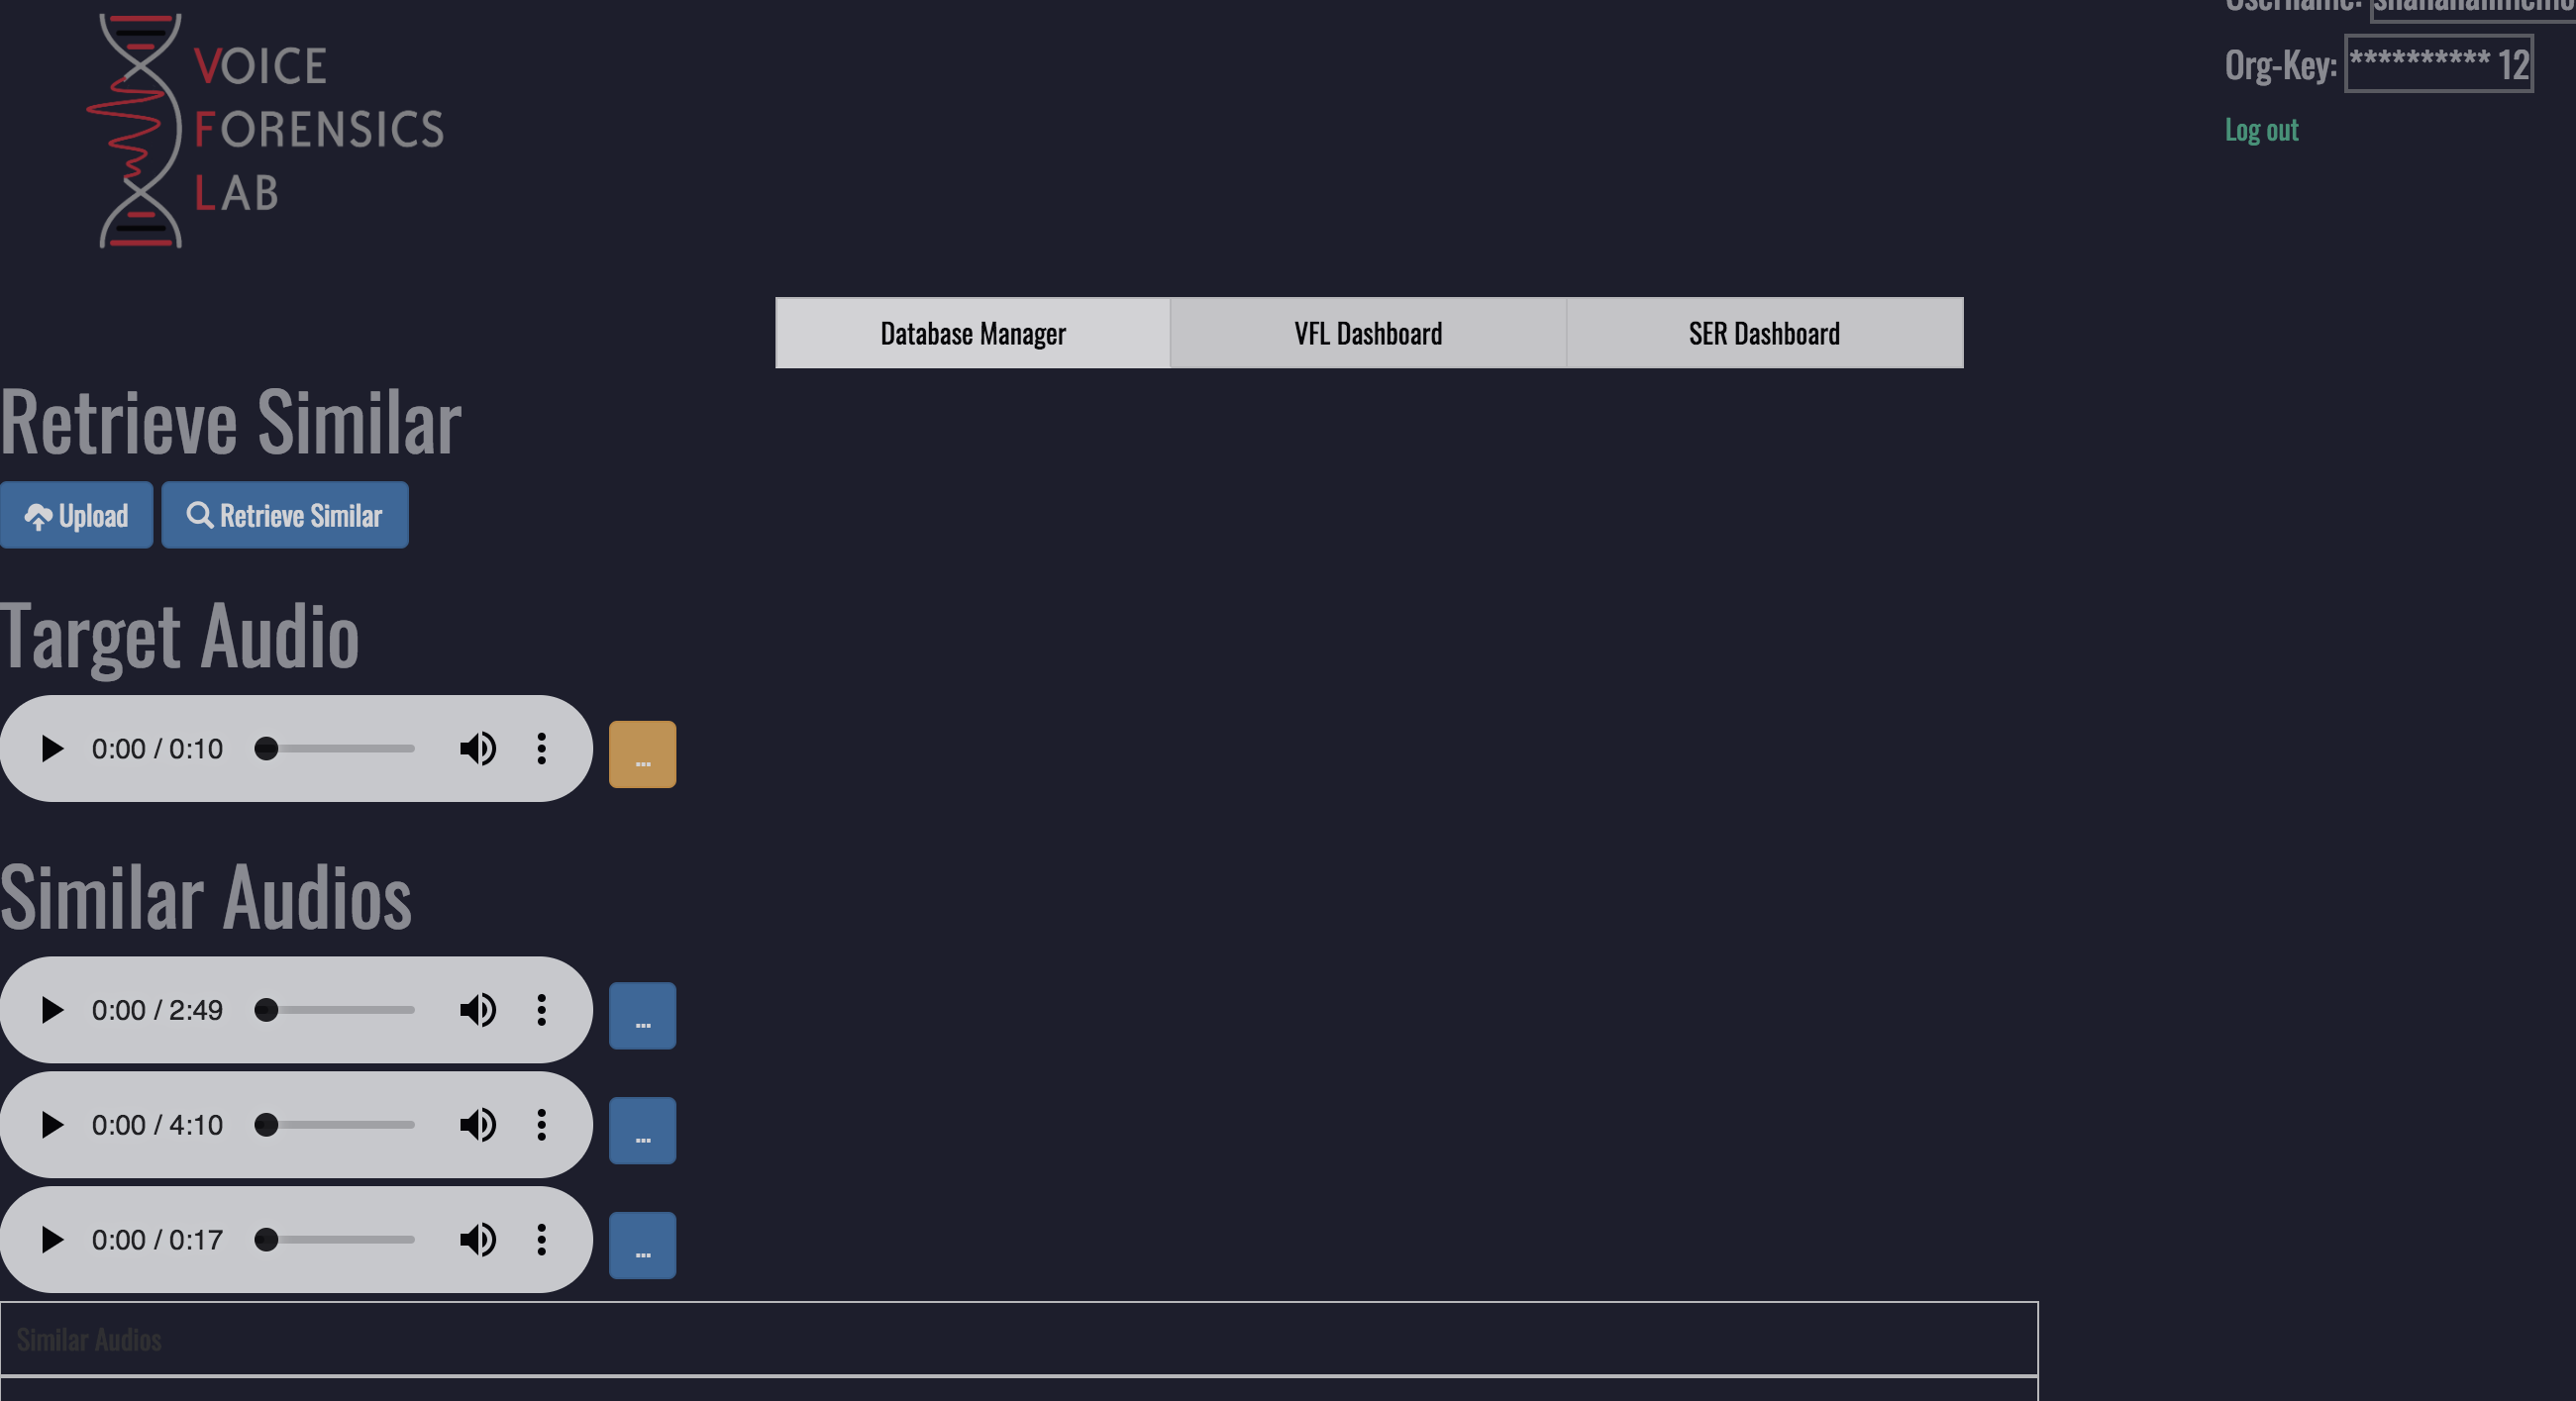 VOICE
FORENSICS
LAB
Username:
Org-Key: ********** 12
Log out
Database Manager
VFL Dashboard
SER Dashboard
Retrieve Similar
Upload
Retrieve Similar
Target Audio
0:00 / 0:10
...
Similar Audios
0:00 / 2:49
...
0:00 / 4:10
...
0:00 / 0:17
...
Similar Audios